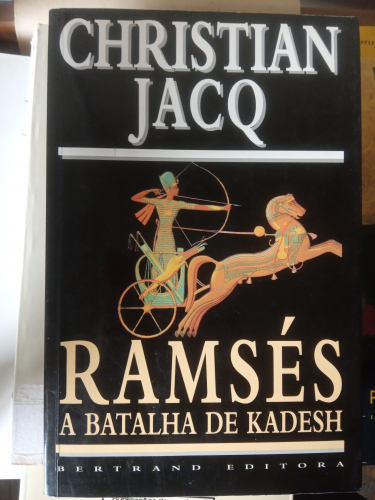 CHRISTIAN
JACQ
RAMSÉS
A BATALHA DE KADESH
BERTRAND EDITORA